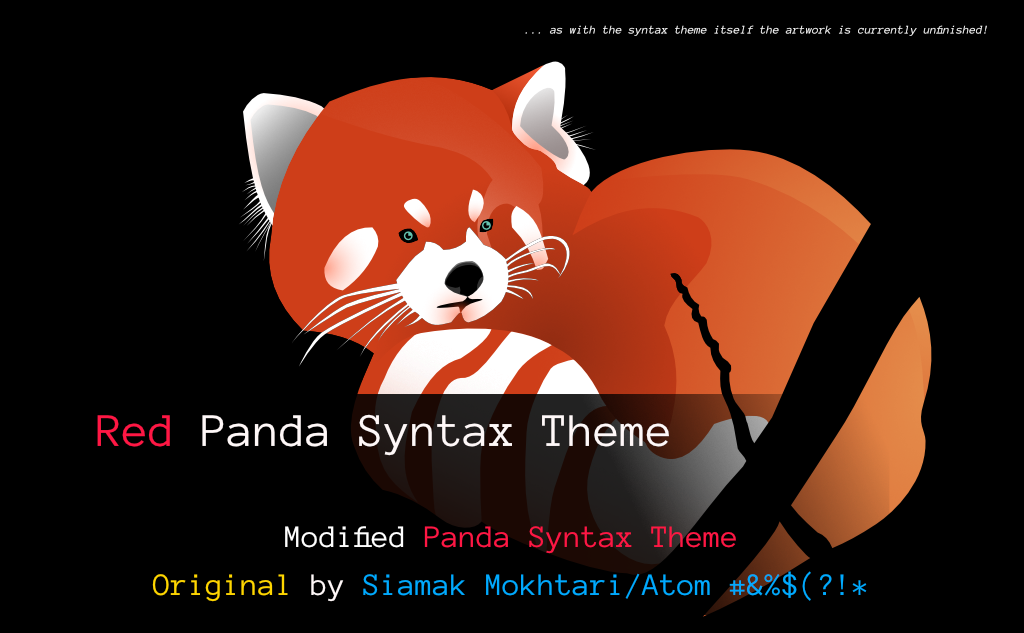 ... as with the syntax theme itself the artwork is currently unfinished!
Red Panda Syntax Theme
Modified Panda Syntax Theme
Original by Siamak Mokhtari/Atom #&%$(?!*